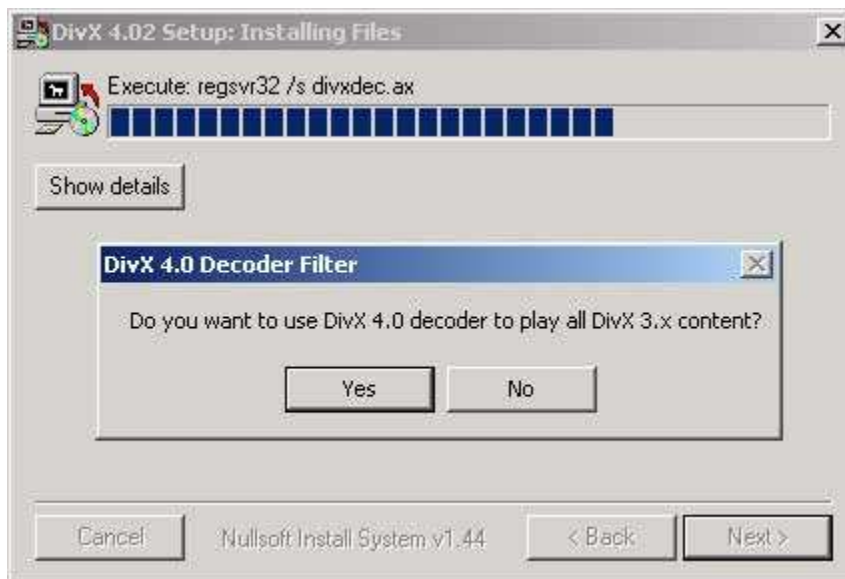 DivX 4.02 Setup: Installing Files
Execute: regsvr32 /s divxdec.ax
Show details
DivX 4.0 Decoder Filter
Do you want to use DivX 4.0 decoder to play all DivX 3.x content?
Yes No
Cancel Nullsoft Install System v1.44 < Back Next >